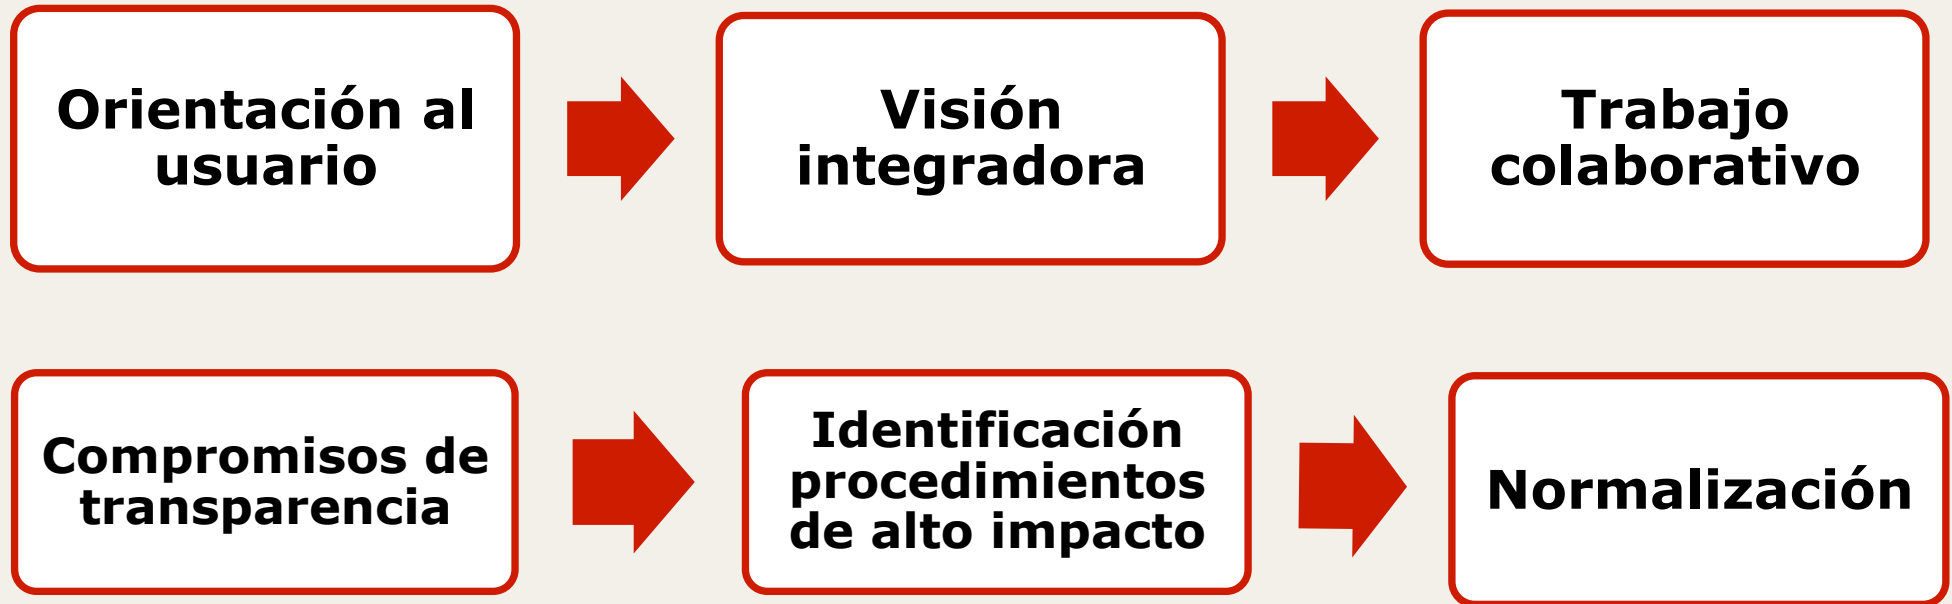 Orientación al
usuario
Visión
integradora
Trabajo
colaborativo
Compromisos de
transparencia
Identificación
procedimientos
de alto impacto
Normalización